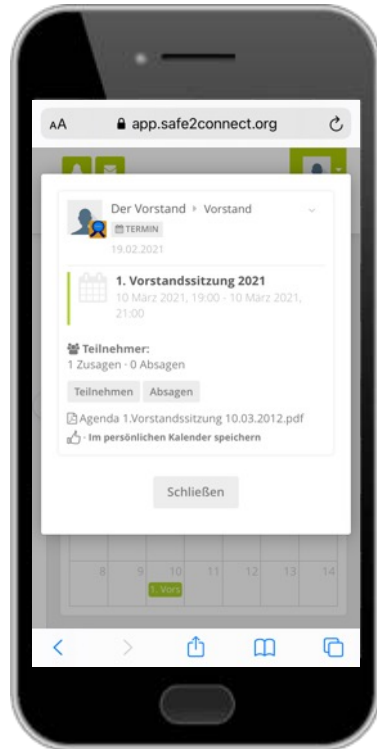 AA app.safe2connect.org
Der Vorstand ‣ Vorstand
TERMIN
19.02.2021
1. Vorstandssitzung 2021
10 März 2021, 19:00 - 10 März 2021,
21:00
Teilnehmer:
1 Zusagen · 0 Absagen
Teilnehmen Absagen
Agenda 1.Vorstandssitzung 10.03.2012.pdf
· Im persönlichen Kalender speichern
Schließen
8 9 10 11 12 13 14
1. Vors